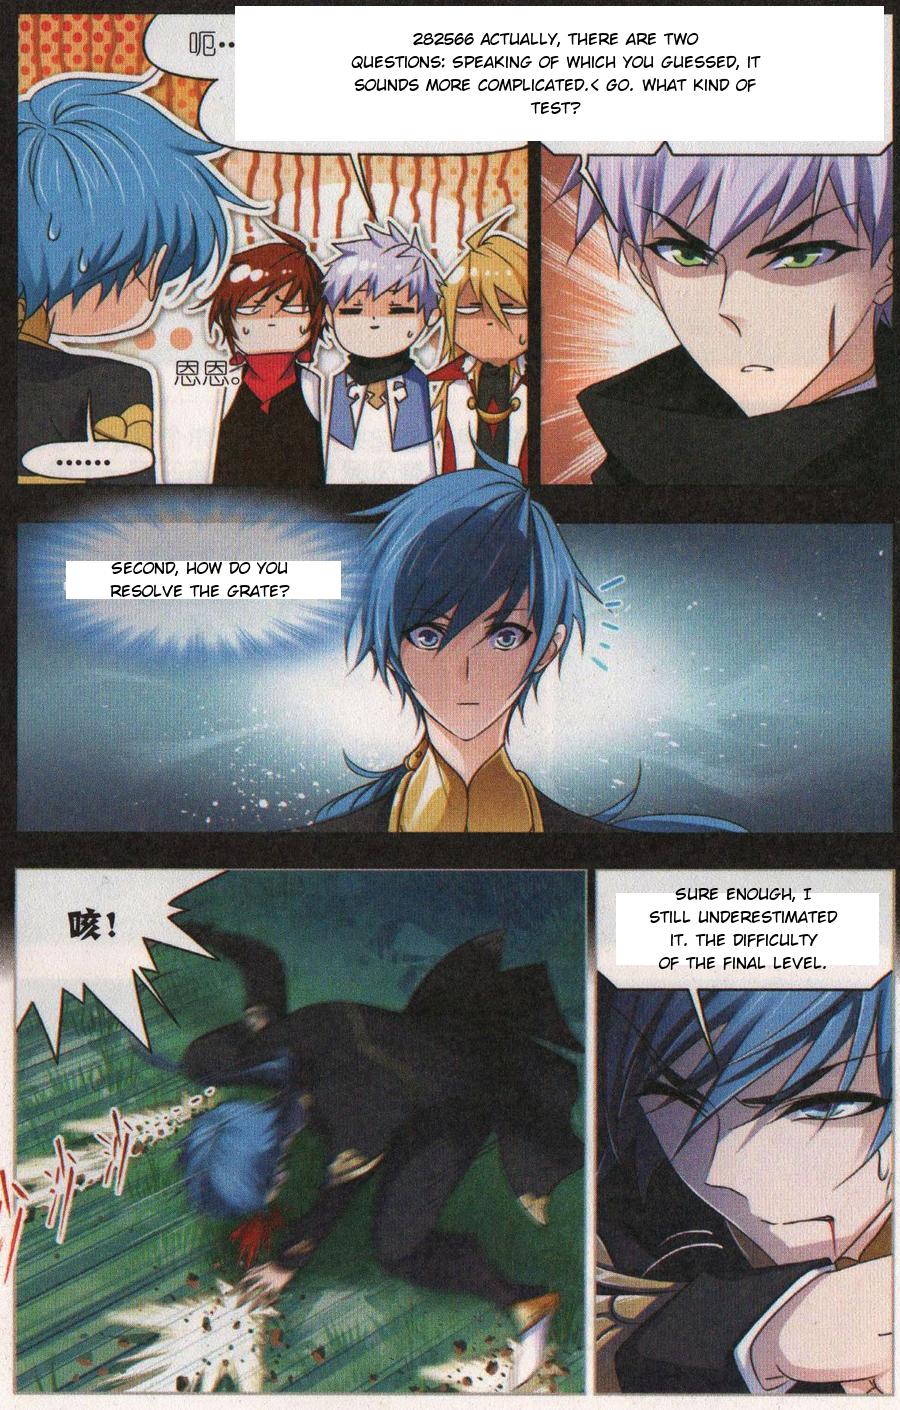 呃··
282566 ACTUALLY, THERE ARE TWO
QUESTIONS: SPEAKING OF WHICH YOU GUESSED, IT
SOUNDS MORE COMPLICATED.< GO. WHAT KIND OF
TEST?
恩恩。
······
SECOND, HOW DO YOU
RESOLVE THE GRATE?
咳!
SURE ENOUGH, I
STILL UNDERESTIMATED
IT. THE DIFFICULTY
OF THE FINAL LEVEL.